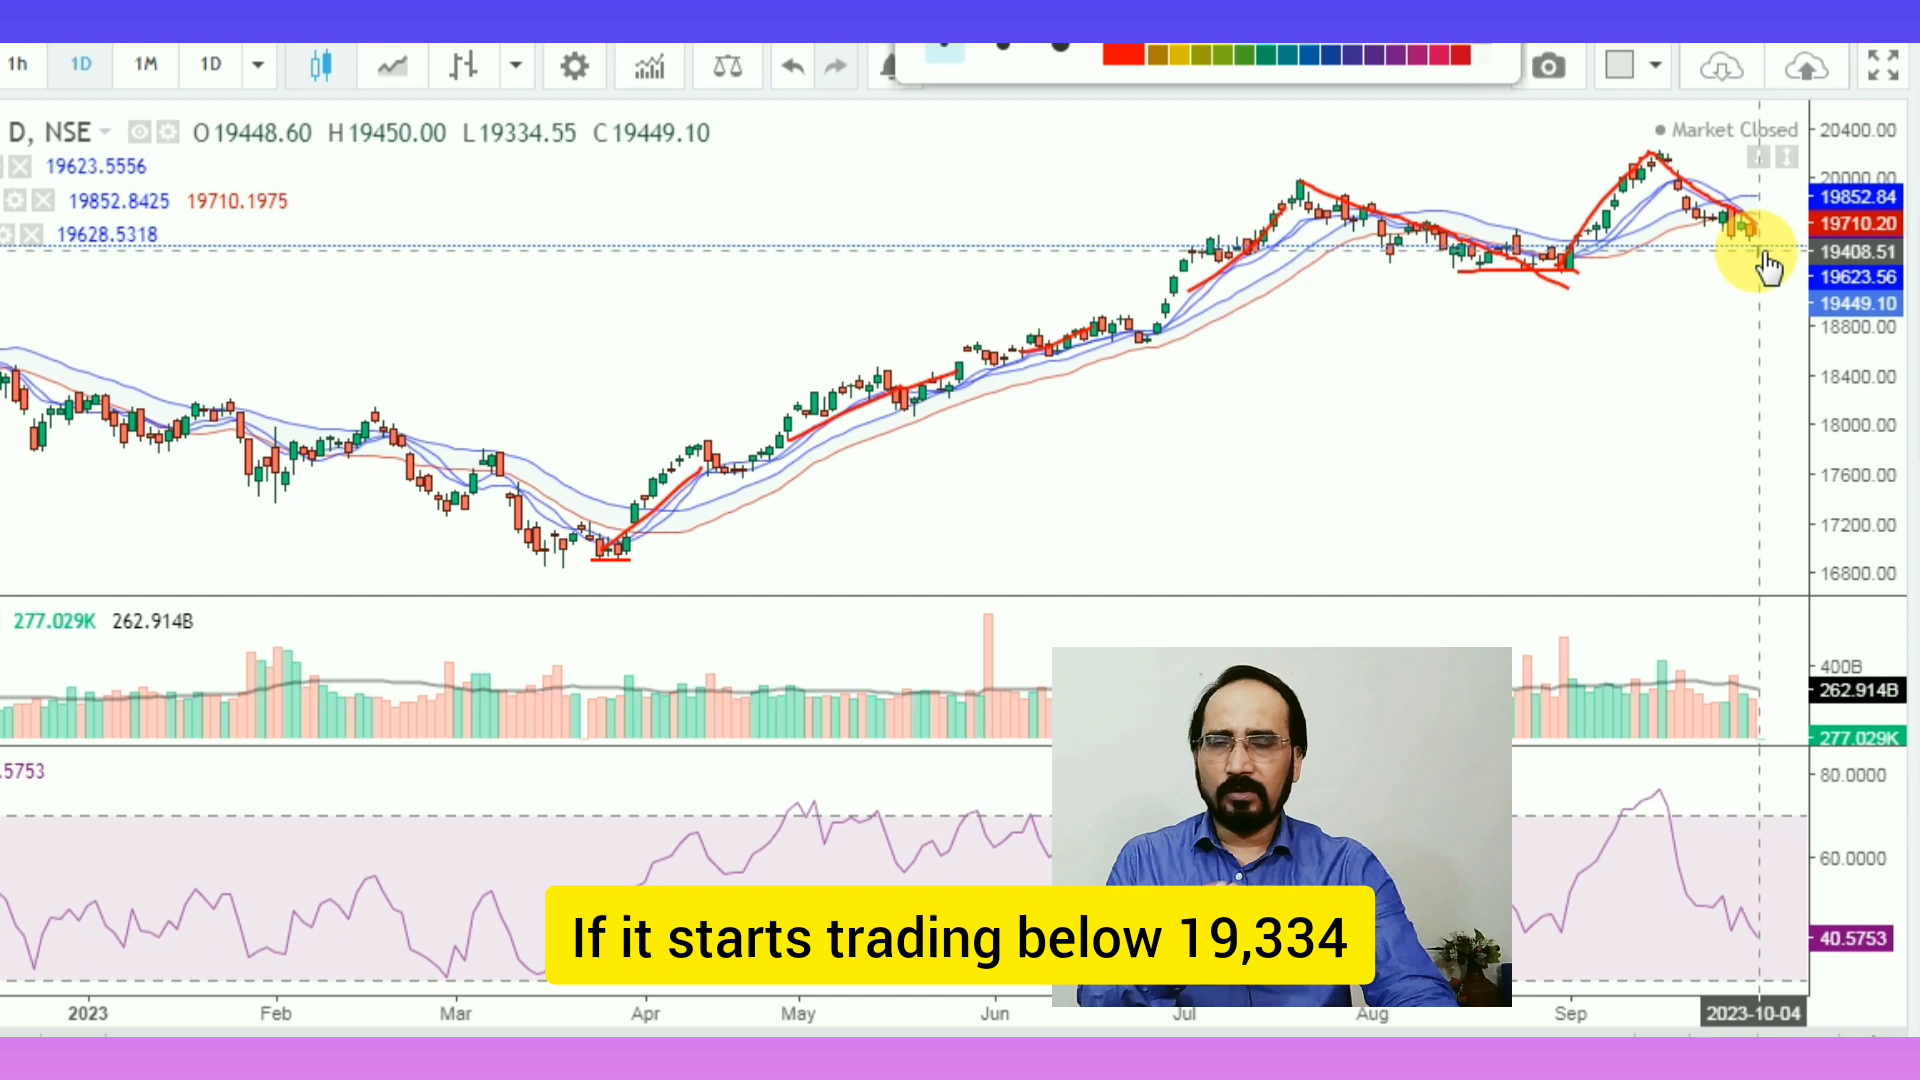 1h 1D 1M 1D
D, NSE O19448.60 H19450.00 L19334.55 C19449.10
Market Closed
19623.5556
19852.8425 19710.1975
19628.5318
20400.00
20000.00
19852.84
19710.20
19408.51
19623.56
19449.10
18800.00
18400.00
18000.00
17600.00
17200.00
16800.00
277.029K 262.914B
400B
262.914B
277.029K
.5753
80.0000
60.0000
40.5753
If it starts trading below 19,334
2023 Feb Mar Apr May Jun Jul Aug Sep 2023-10-04